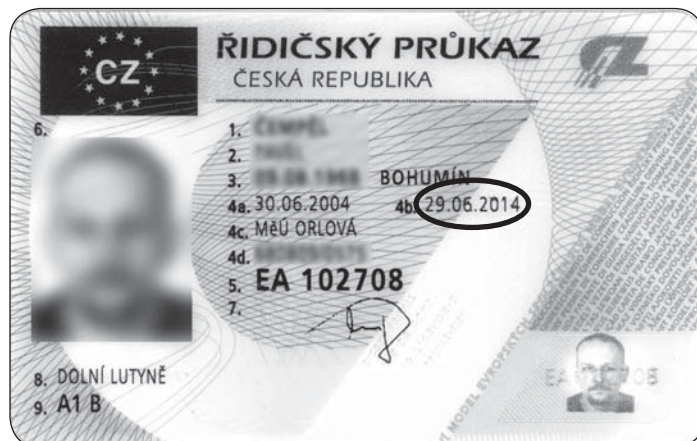 CZ
ŘIDIČSKÝ PRŮKAZ
ČESKÁ REPUBLIKA
6.
1.
2.
3. BOHUMÍN
4a. 30.06.2004 4b. 29.06.2014
4c. MěÚ ORLOVÁ
4d.
5. EA 102708
7.
8. DOLNÍ LUTYNĚ
9. A1 B